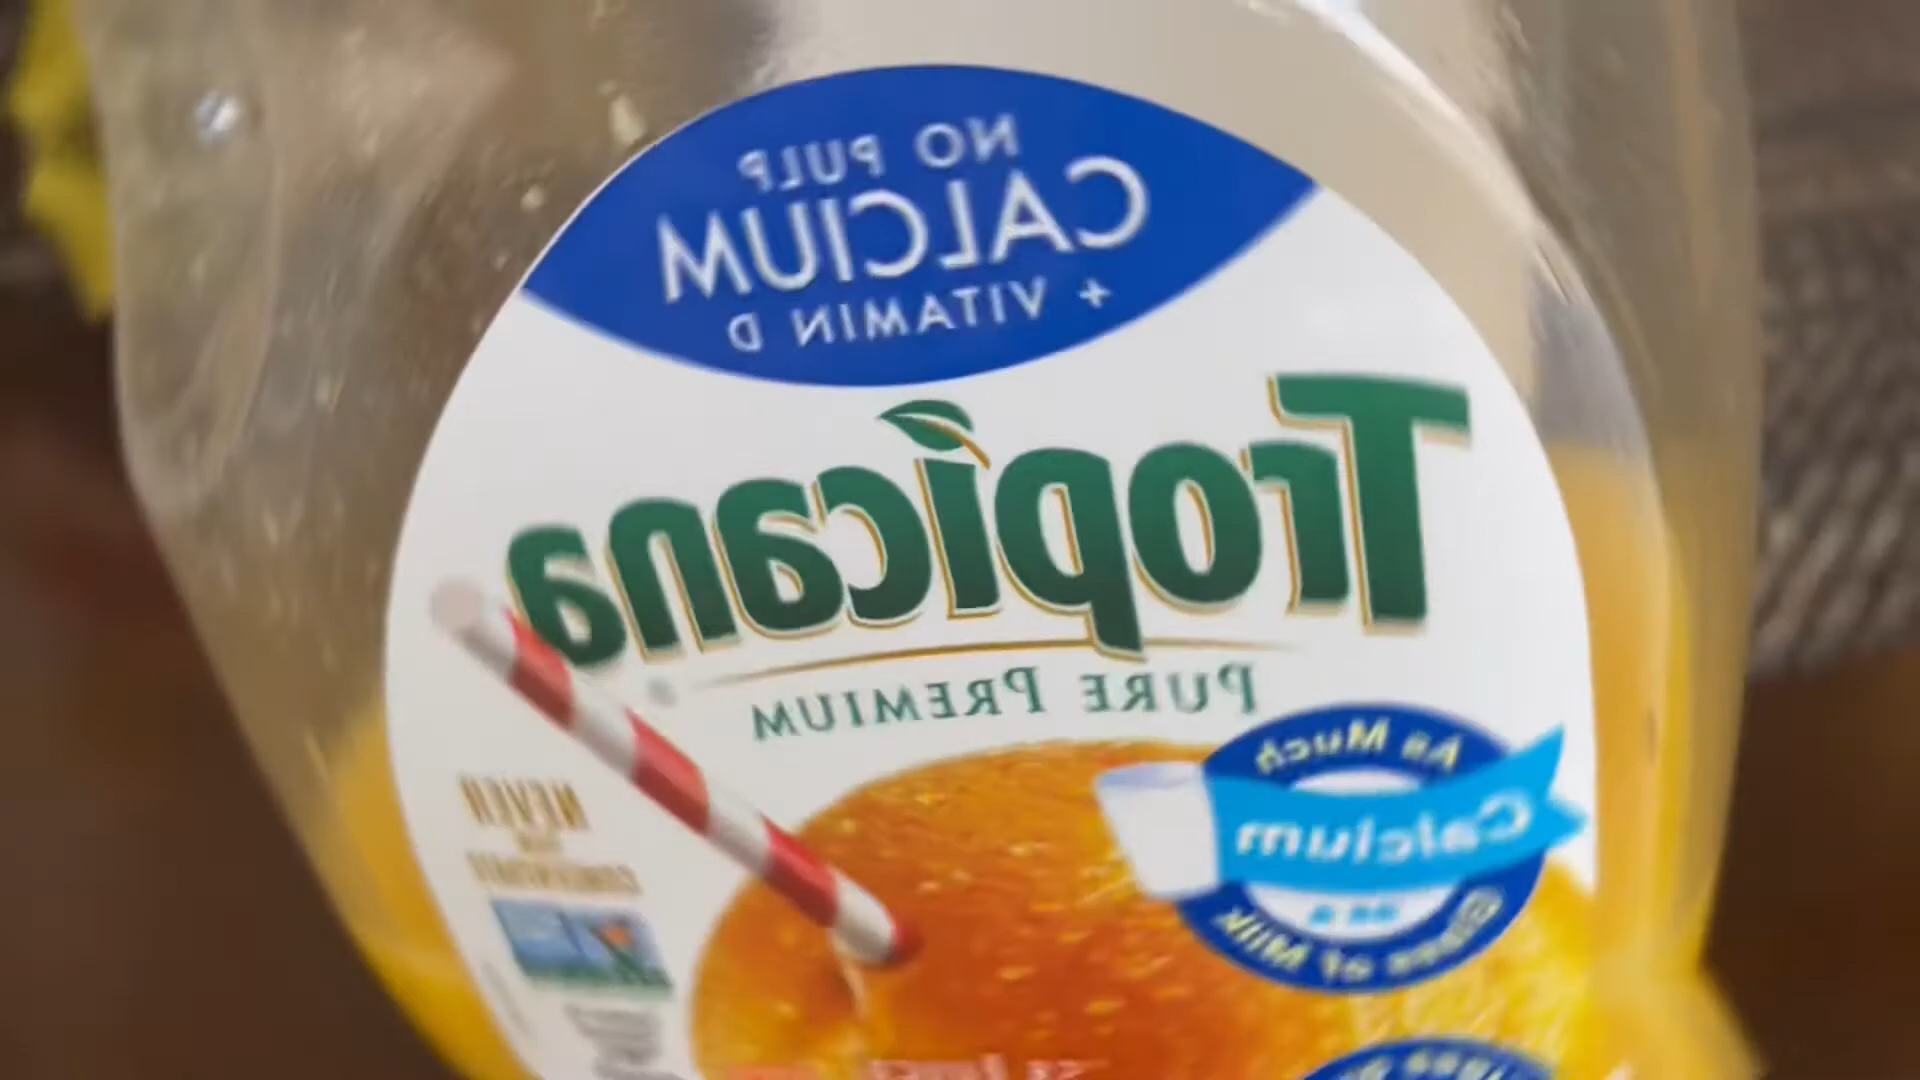 NO PULP
CALCIUM
+ VITAMIN D
Tropicana
PURE PREMIUM
As Much
Calcium
as a
Glass of Milk
NEVER
FROM
CONCENTRATE